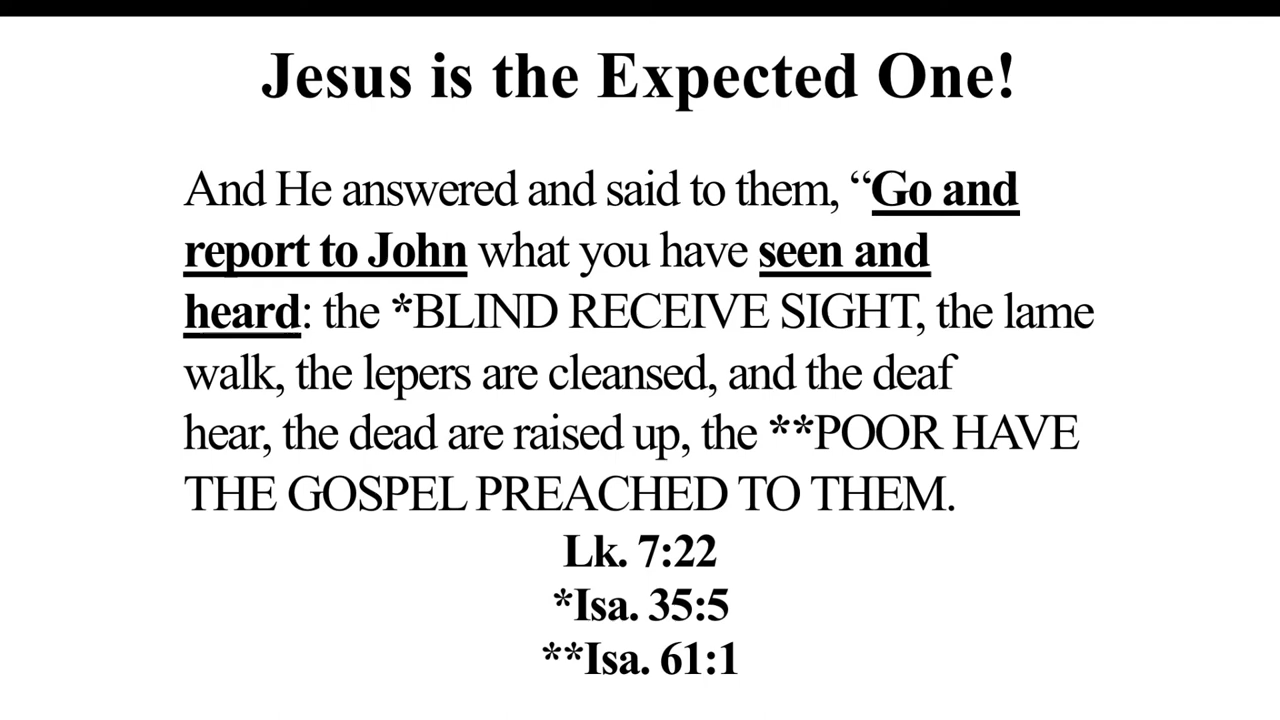 Jesus is the Expected One!
And He answered and said to them, “Go and
report to John what you have seen and
heard: the *BLIND RECEIVE SIGHT, the lame
walk, the lepers are cleansed, and the deaf
hear, the dead are raised up, the **POOR HAVE
THE GOSPEL PREACHED TO THEM.
Lk. 7:22
*Isa. 35:5
**Isa. 61:1